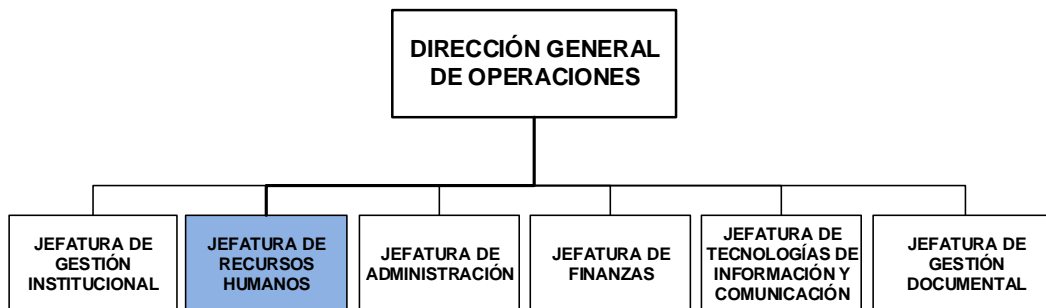 DIRECCIÓN GENERAL
DE OPERACIONES
JEFATURA DE
GESTIÓN
INSTITUCIONAL
JEFATURA DE
RECURSOS
HUMANOS
JEFATURA DE
ADMINISTRACIÓN
JEFATURA DE
FINANZAS
JEFATURA DE
TECNOLOGÍAS DE
INFORMACIÓN Y
COMUNICACIÓN
JEFATURA DE
GESTIÓN
DOCUMENTAL